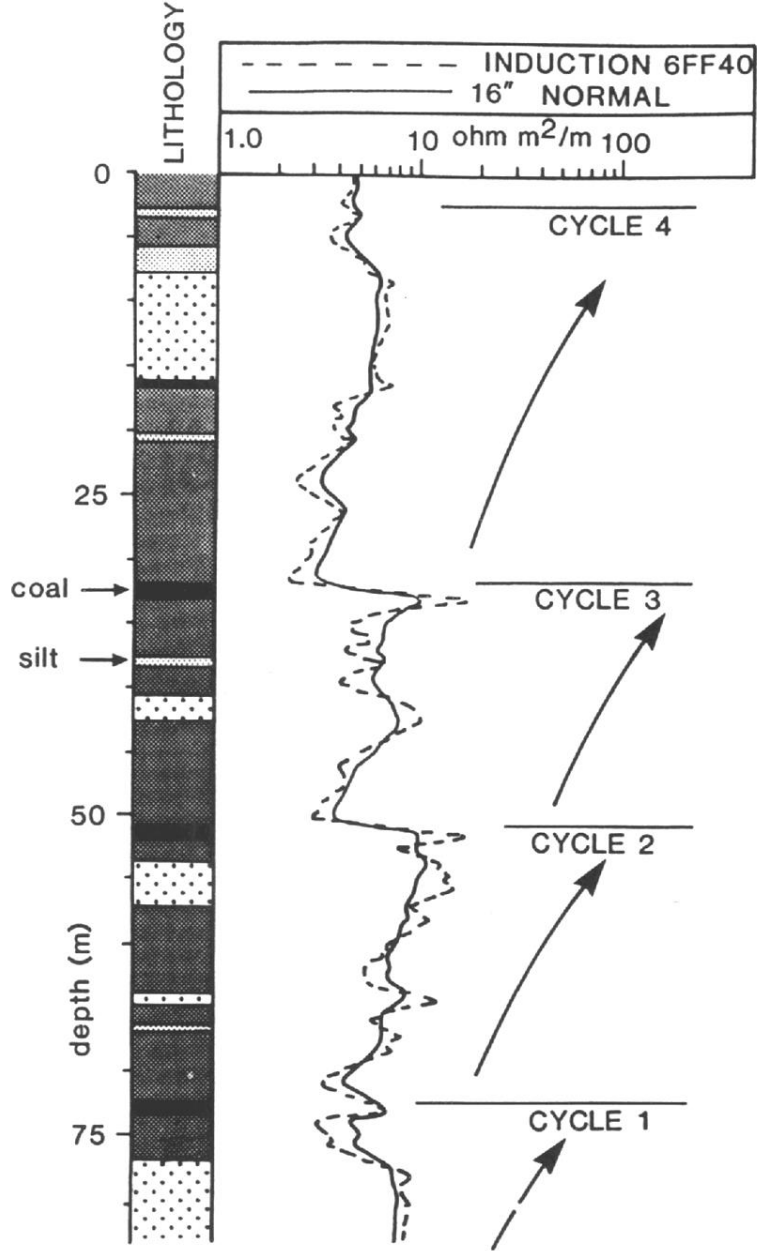 LITHOLOGY
INDUCTION 6FF40
16" NORMAL
1.0 10 ohm m²/m 100
0
CYCLE 4
25
coal
CYCLE 3
silt
50
CYCLE 2
depth (m)
CYCLE 1
75